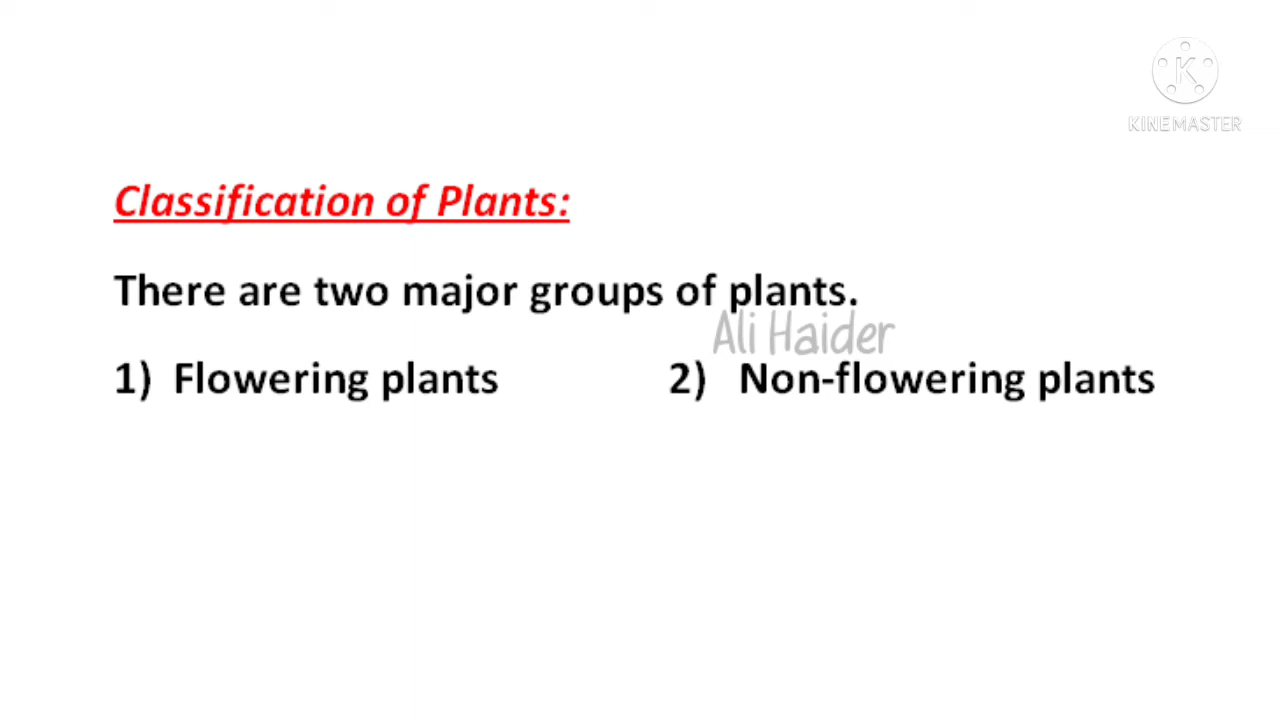 K
KINEMASTER
Classification of Plants:
There are two major groups of plants.
Ali Haider
1) Flowering plants 2) Non-flowering plants